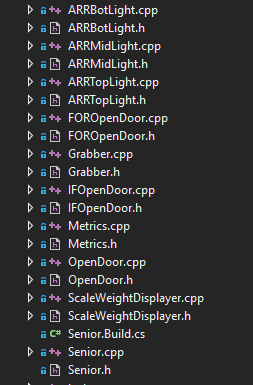 ARRBotLight.cpp
ARRBotLight.h
ARRMidLight.cpp
ARRMidLight.h
ARRTopLight.cpp
ARRTopLight.h
FOROpenDoor.cpp
FOROpenDoor.h
Grabber.cpp
Grabber.h
IFOpenDoor.cpp
IFOpenDoor.h
Metrics.cpp
Metrics.h
OpenDoor.cpp
OpenDoor.h
ScaleWeightDisplayer.cpp
ScaleWeightDisplayer.h
C# Senior.Build.cs
Senior.cpp
Senior.h